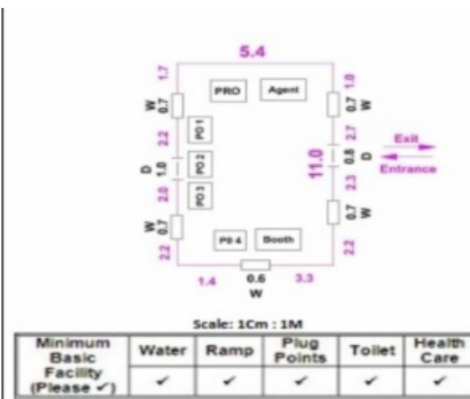 5.4
1.7
1.0
PRO
Agent
W
0.7
0.7
W
2.2
PO 1
2.7
Exit
D
1.0
PO 2
11.0
0.8
D
Entrance
2.0
PO 3
2.3
W
0.7
0.7
W
2.2
P0 4
Booth
2.2
1.4
0.6
3.3
W
Scale: 1Cm : 1M
Minimum Basic Facility (Please ✓)
Water
Ramp
Plug Points
Toilet
Health Care
✓ ✓ ✓ ✓ ✓